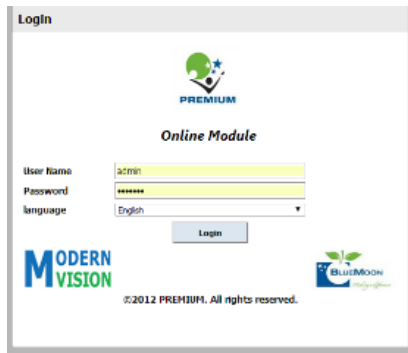 Login
PREMIUM
Online Module
User Name
admin
Password
•••••••
language
English
Login
MODERN
VISION
BLUEMOON
©2012 PREMIUM. All rights reserved.